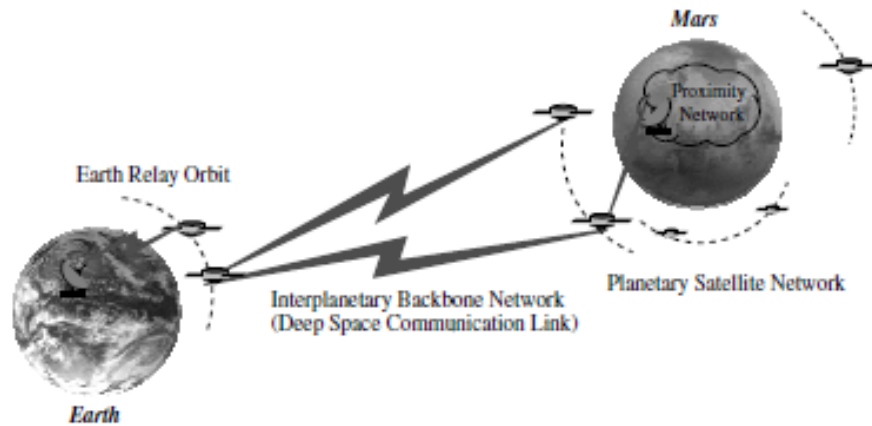 Mars
Proximity
Network
Earth Relay Orbit
Planetary Satellite Network
Interplanetary Backbone Network
(Deep Space Communication Link)
Earth